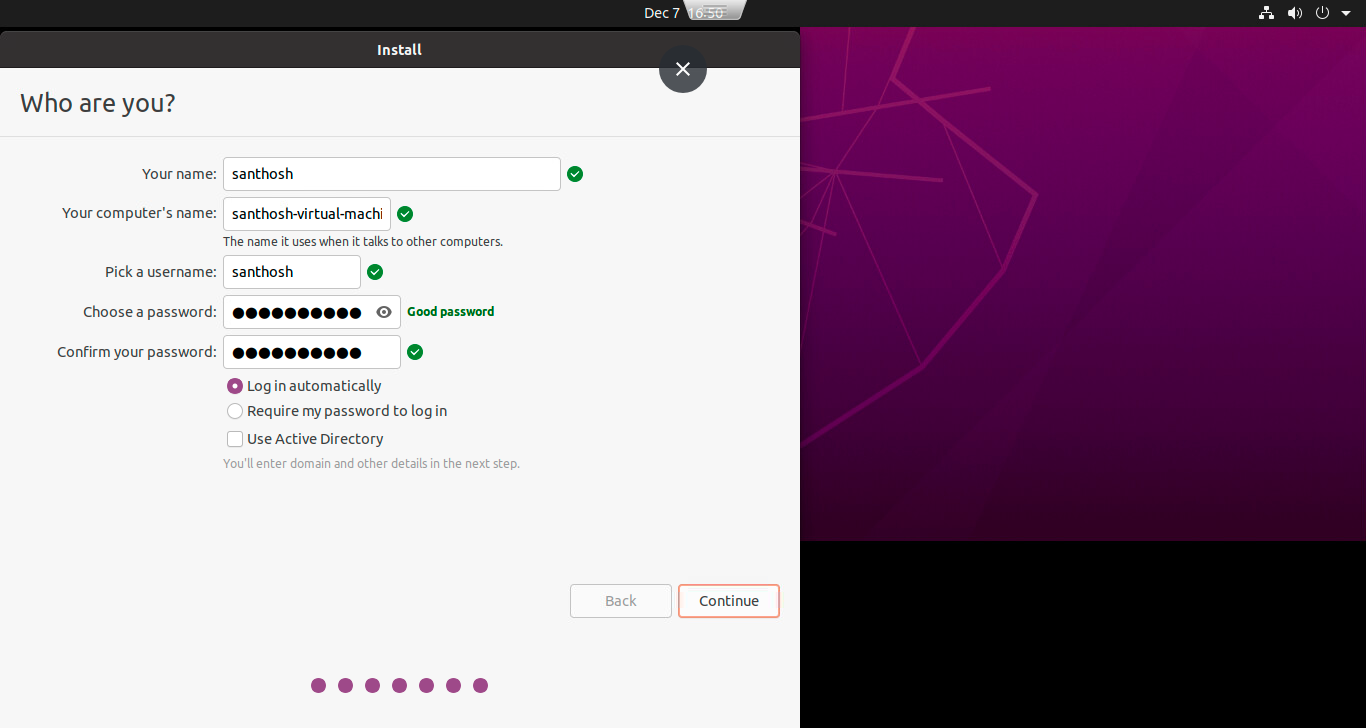 Dec 7 16:50
Install
Who are you?
Your name: santhosh
Your computer's name: santhosh-virtual-machi
The name it uses when it talks to other computers.
Pick a username: santhosh
Choose a password: ●●●●●●●●●● Good password
Confirm your password: ●●●●●●●●●●
Log in automatically
Require my password to log in
Use Active Directory
You'll enter domain and other details in the next step.
Back Continue